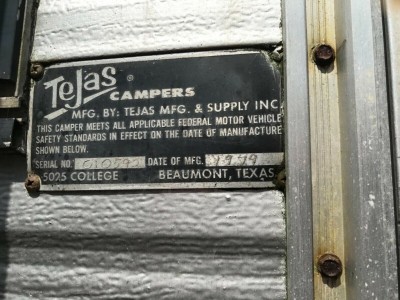 Tejas ®
CAMPERS
MFG. BY: TEJAS MFG. & SUPPLY INC.
THIS CAMPER MEETS ALL APPLICABLE FEDERAL MOTOR VEHICLE
SAFETY STANDARDS IN EFFECT ON THE DATE OF MANUFACTURE
SHOWN BELOW.
SERIAL NO. DATE OF MFG. 1979
5025 COLLEGE BEAUMONT, TEXAS